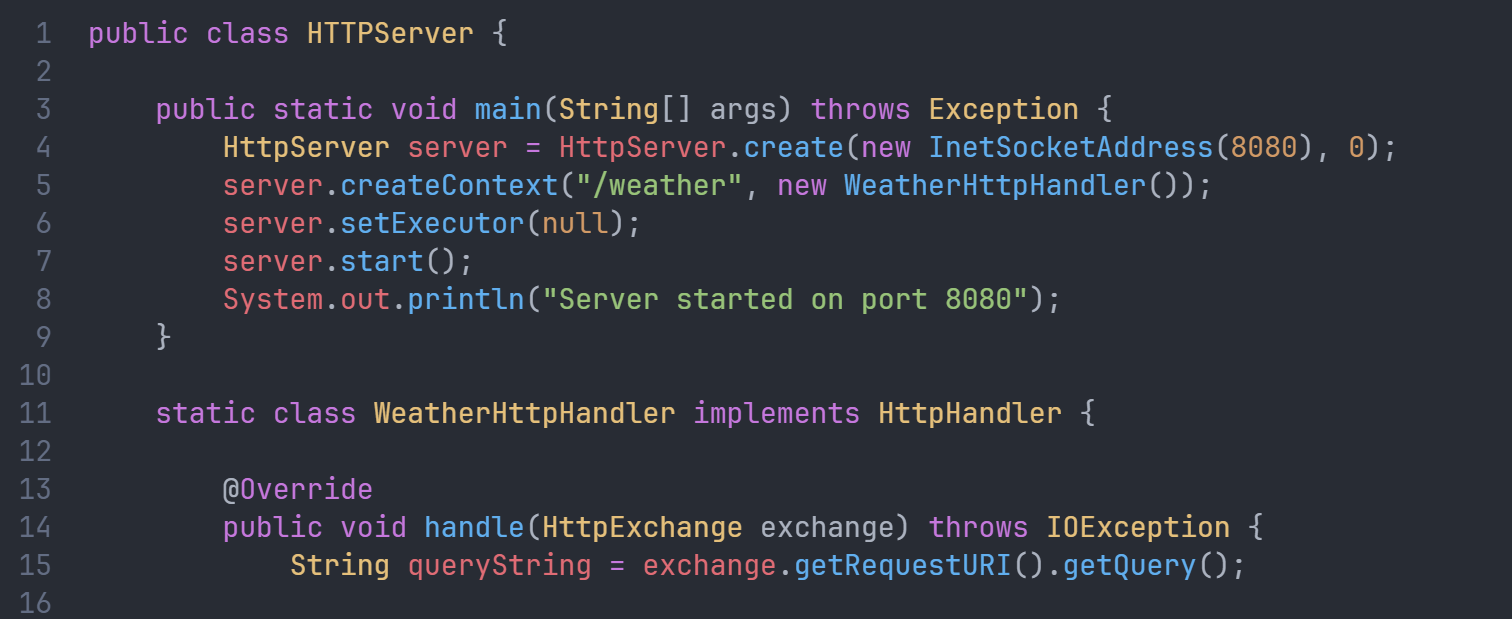 1 public class HTTPServer {
2
3     public static void main(String[] args) throws Exception {
4         HttpServer server = HttpServer.create(new InetSocketAddress(8080), 0);
5         server.createContext("/weather", new WeatherHttpHandler());
6         server.setExecutor(null);
7         server.start();
8         System.out.println("Server started on port 8080");
9     }
10
11     static class WeatherHttpHandler implements HttpHandler {
12
13         @Override
14         public void handle(HttpExchange exchange) throws IOException {
15             String queryString = exchange.getRequestURI().getQuery();
16